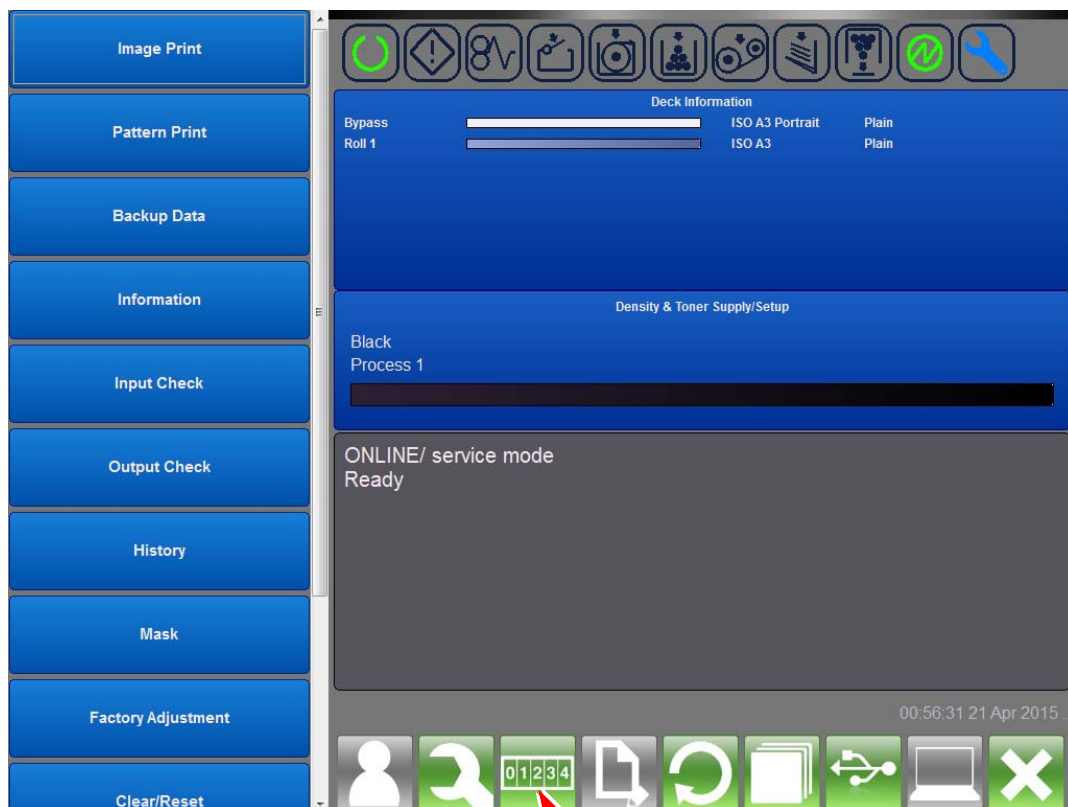 Image Print
Pattern Print
Backup Data
Information
Input Check
Output Check
History
Mask
Factory Adjustment
Clear/Reset
Deck Information
Bypass ISO A3 Portrait Plain
Roll 1 ISO A3 Plain
Density & Toner Supply/Setup
Black
Process 1
ONLINE/ service mode
Ready
00:56:31 21 Apr 2015 .
01234